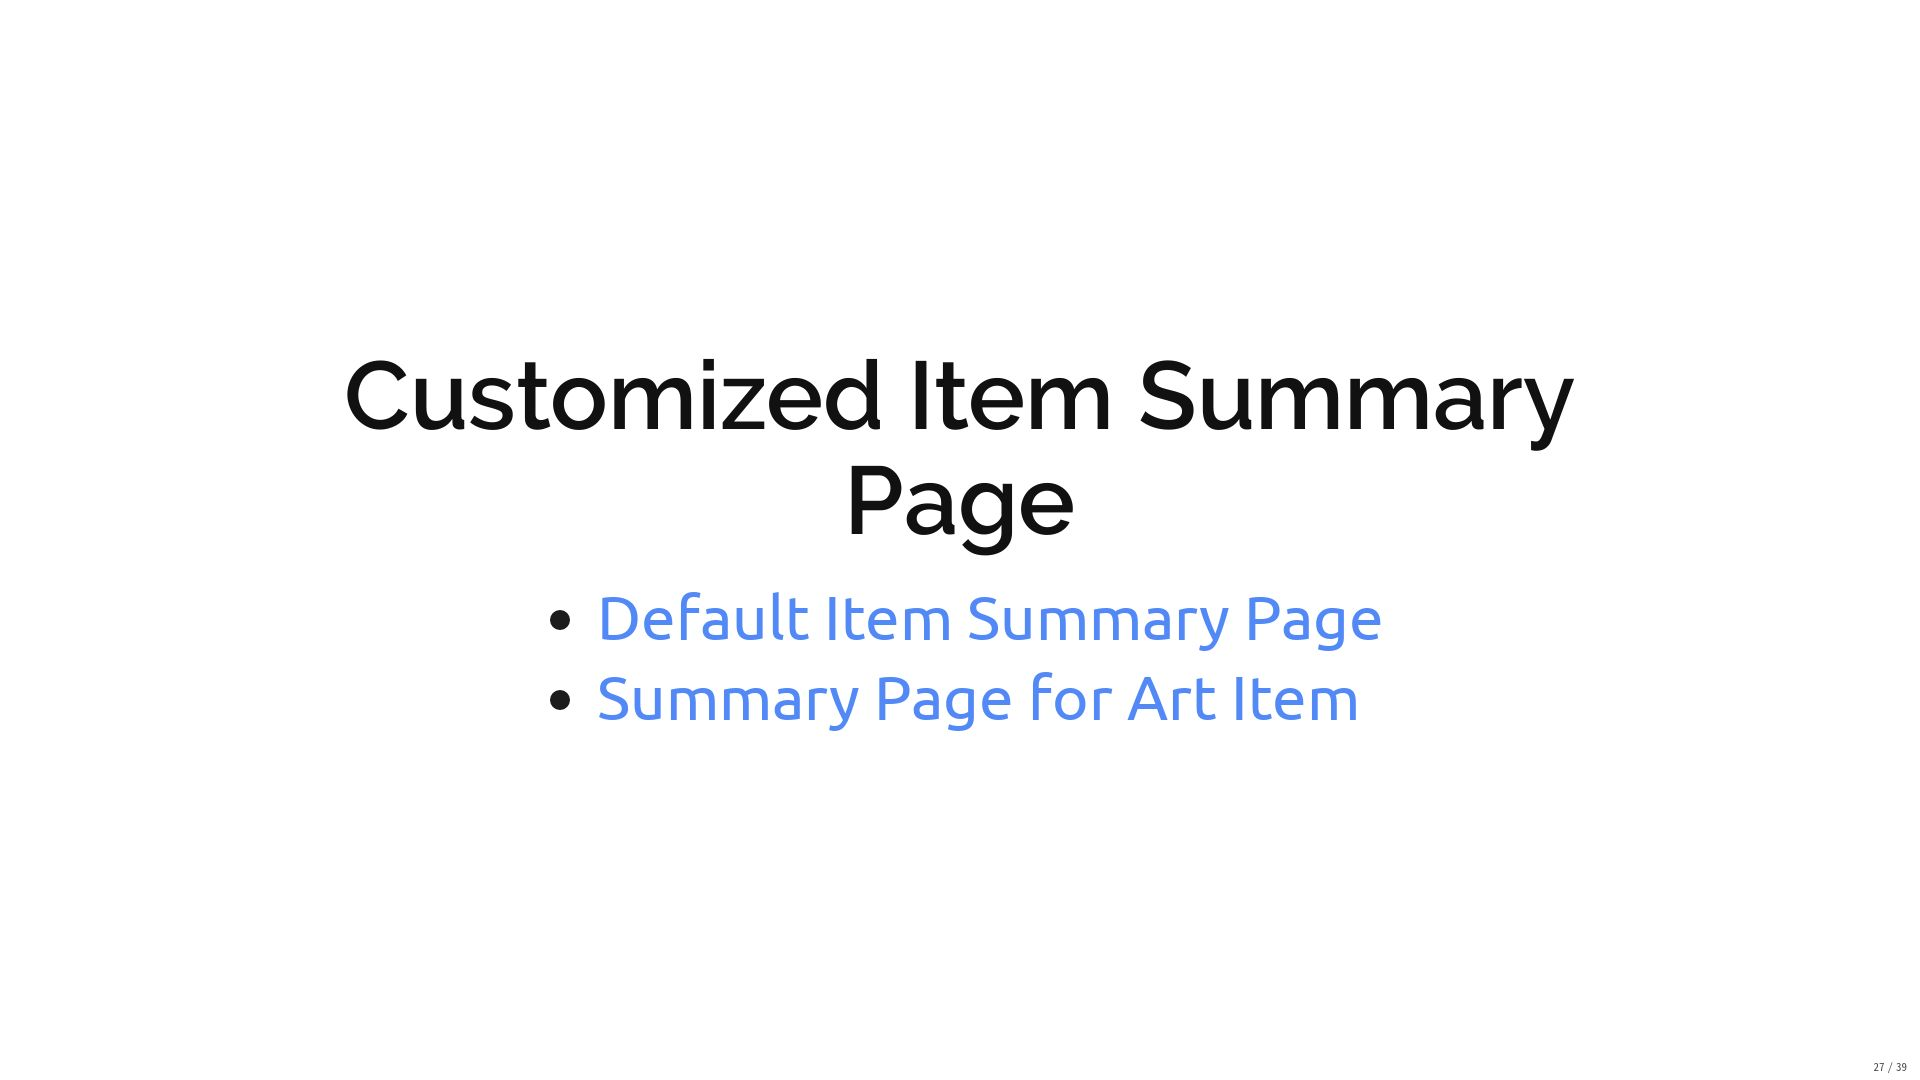 Customized Item Summary
Page
• Default Item Summary Page
• Summary Page for Art Item
27 / 39